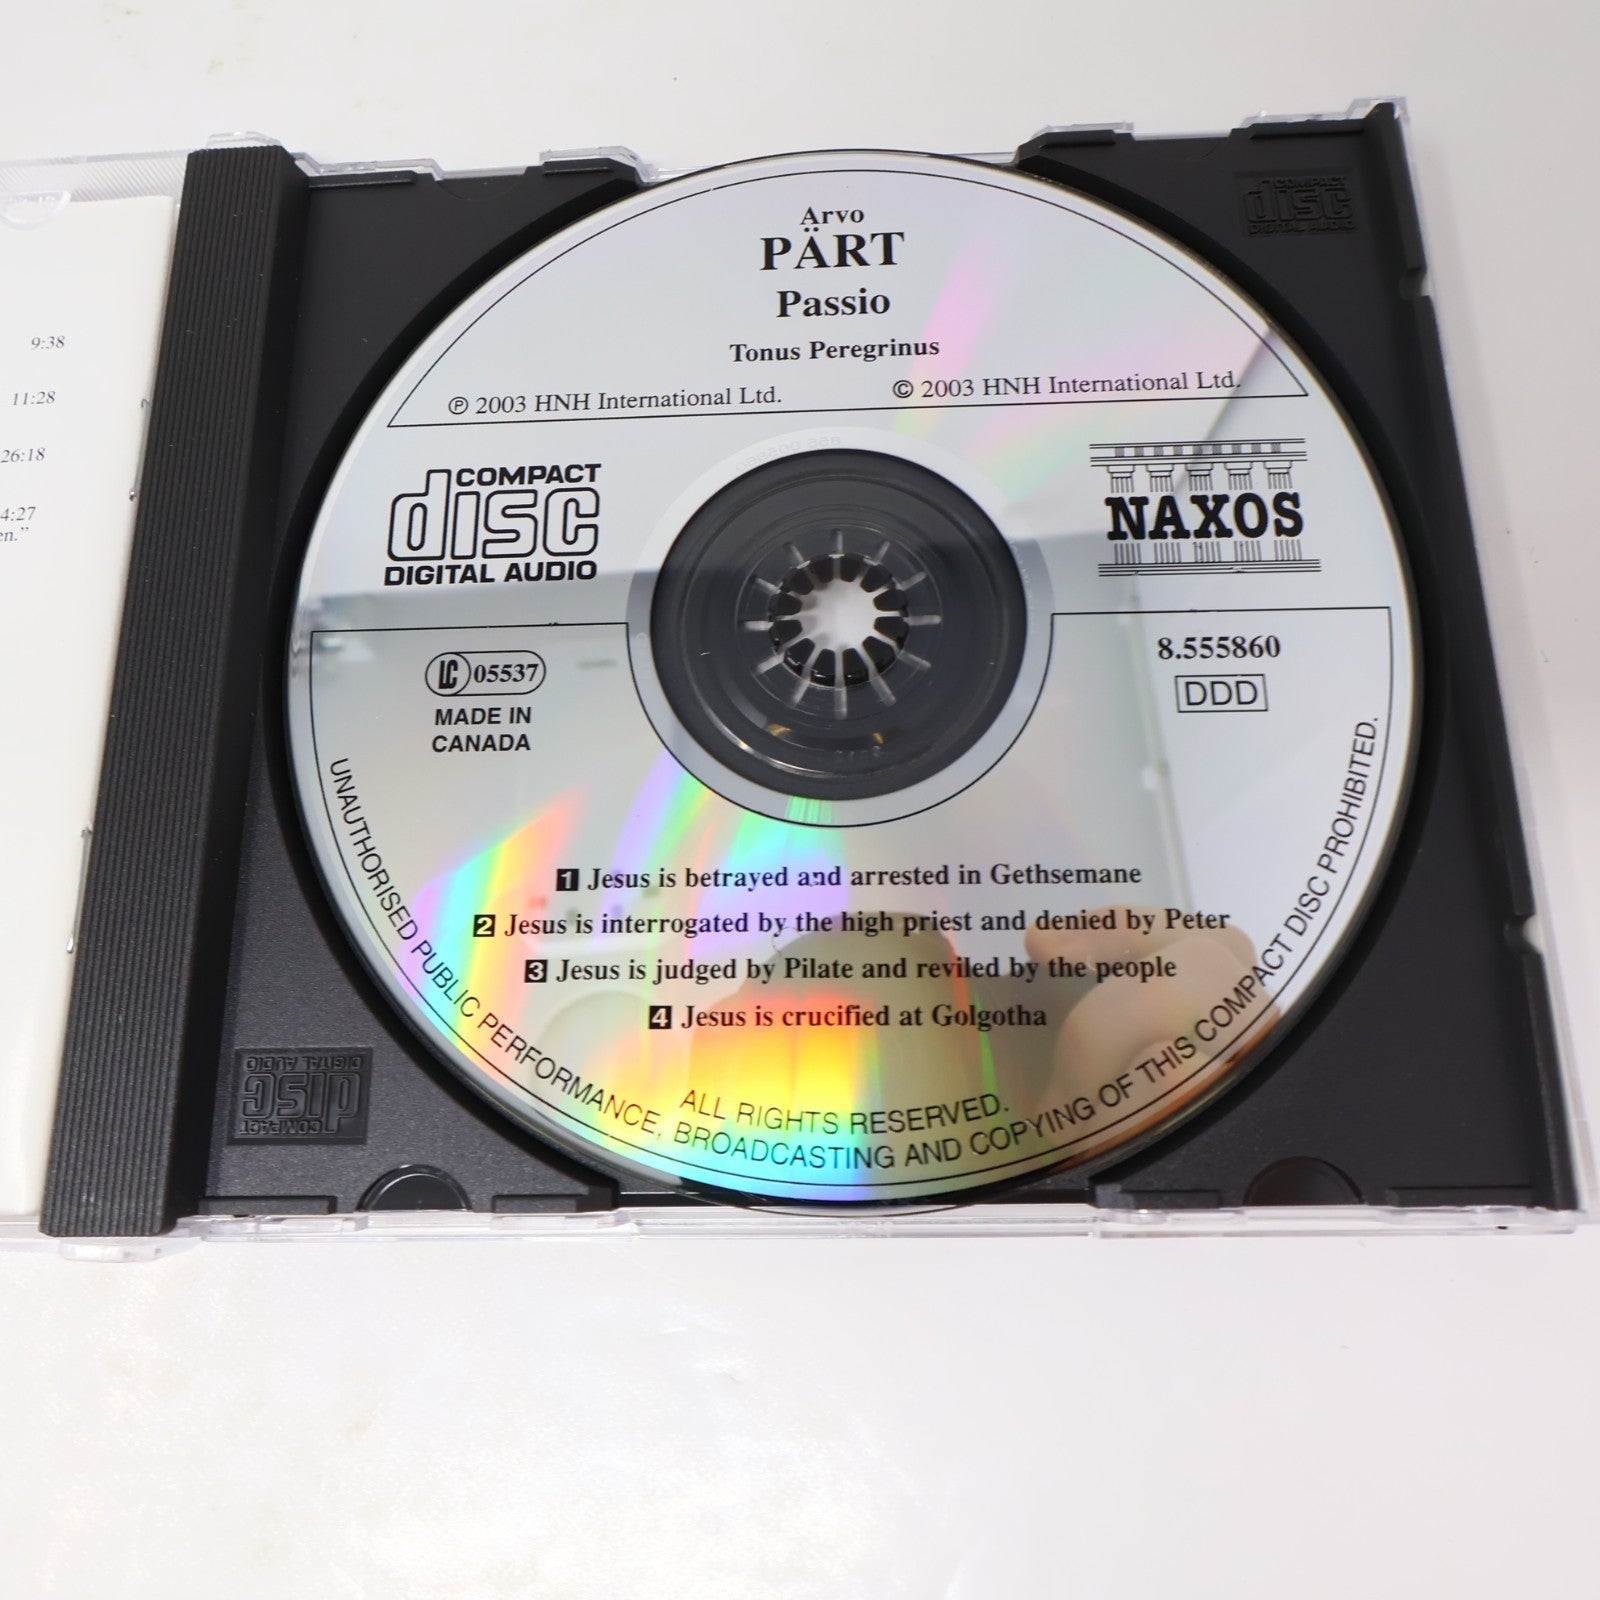 9:38
11:28
26:18
4:27
en."
Arvo
PÄRT
Passio
Tonus Peregrinus
℗ 2003 HNH International Ltd.
© 2003 HNH International Ltd.
COMPACT
disc
DIGITAL AUDIO
NAXOS
LC 05537
MADE IN
CANADA
8.555860
DDD
1 Jesus is betrayed and arrested in Gethsemane
2 Jesus is interrogated by the high priest and denied by Peter
3 Jesus is judged by Pilate and reviled by the people
4 Jesus is crucified at Golgotha
ALL RIGHTS RESERVED.
UNAUTHORISED PUBLIC PERFORMANCE, BROADCASTING AND COPYING OF THIS COMPACT DISC PROHIBITED.
COMPACT
disc
DIGITAL AUDIO
COMPACT
disc
DIGITAL AUDIO